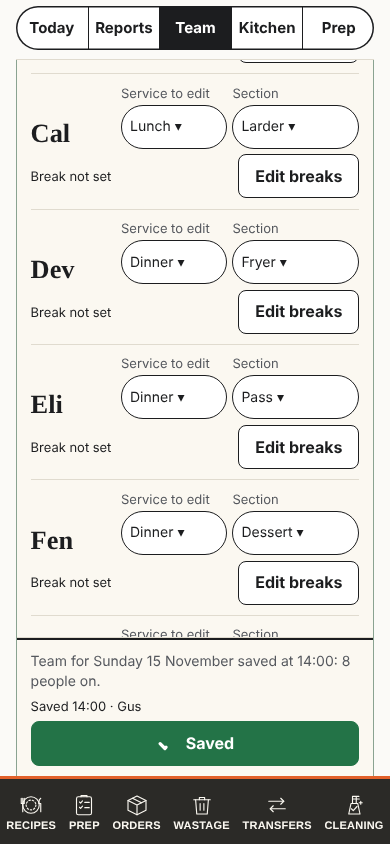 Today Reports Team Kitchen Prep
Service to edit Section
Cal Lunch ▾ Larder ▾
Break not set Edit breaks
Service to edit Section
Dev Dinner ▾ Fryer ▾
Break not set Edit breaks
Service to edit Section
Eli Dinner ▾ Pass ▾
Break not set Edit breaks
Service to edit Section
Fen Dinner ▾ Dessert ▾
Break not set Edit breaks
Service to edit Section
Team for Sunday 15 November saved at 14:00: 8
people on.
Saved 14:00 · Gus
Saved
RECIPES PREP ORDERS WASTAGE TRANSFERS CLEANING